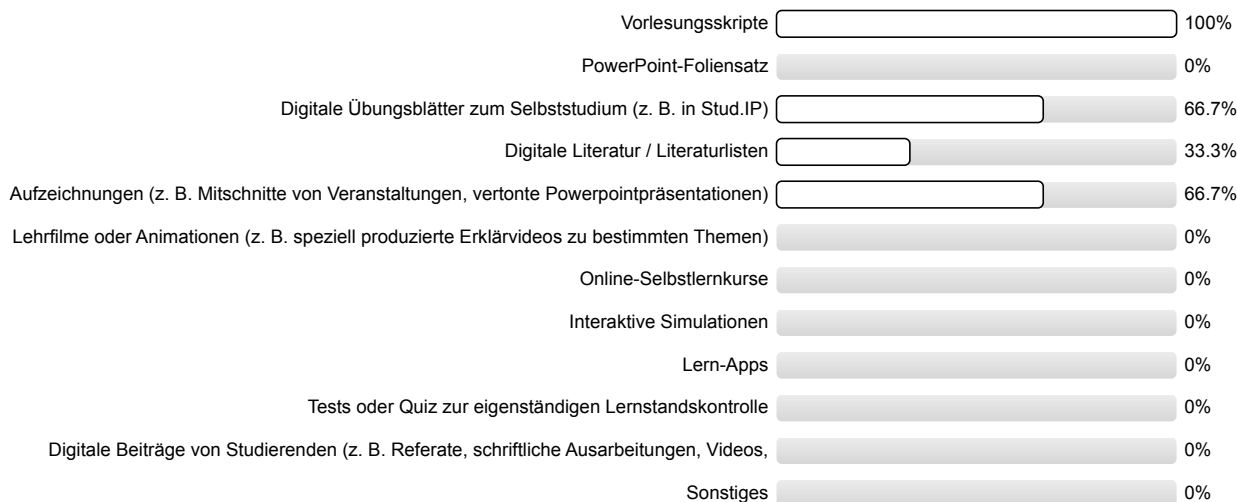 Vorlesungsskripte 100%
PowerPoint-Foliensatz 0%
Digitale Übungsblätter zum Selbststudium (z. B. in Stud.IP) 66.7%
Digitale Literatur / Literaturlisten 33.3%
Aufzeichnungen (z. B. Mitschnitte von Veranstaltungen, vertonte Powerpointpräsentationen) 66.7%
Lehrfilme oder Animationen (z. B. speziell produzierte Erklärvideos zu bestimmten Themen) 0%
Online-Selbstlernkurse 0%
Interaktive Simulationen 0%
Lern-Apps 0%
Tests oder Quiz zur eigenständigen Lernstandskontrolle 0%
Digitale Beiträge von Studierenden (z. B. Referate, schriftliche Ausarbeitungen, Videos, 0%
Sonstiges 0%